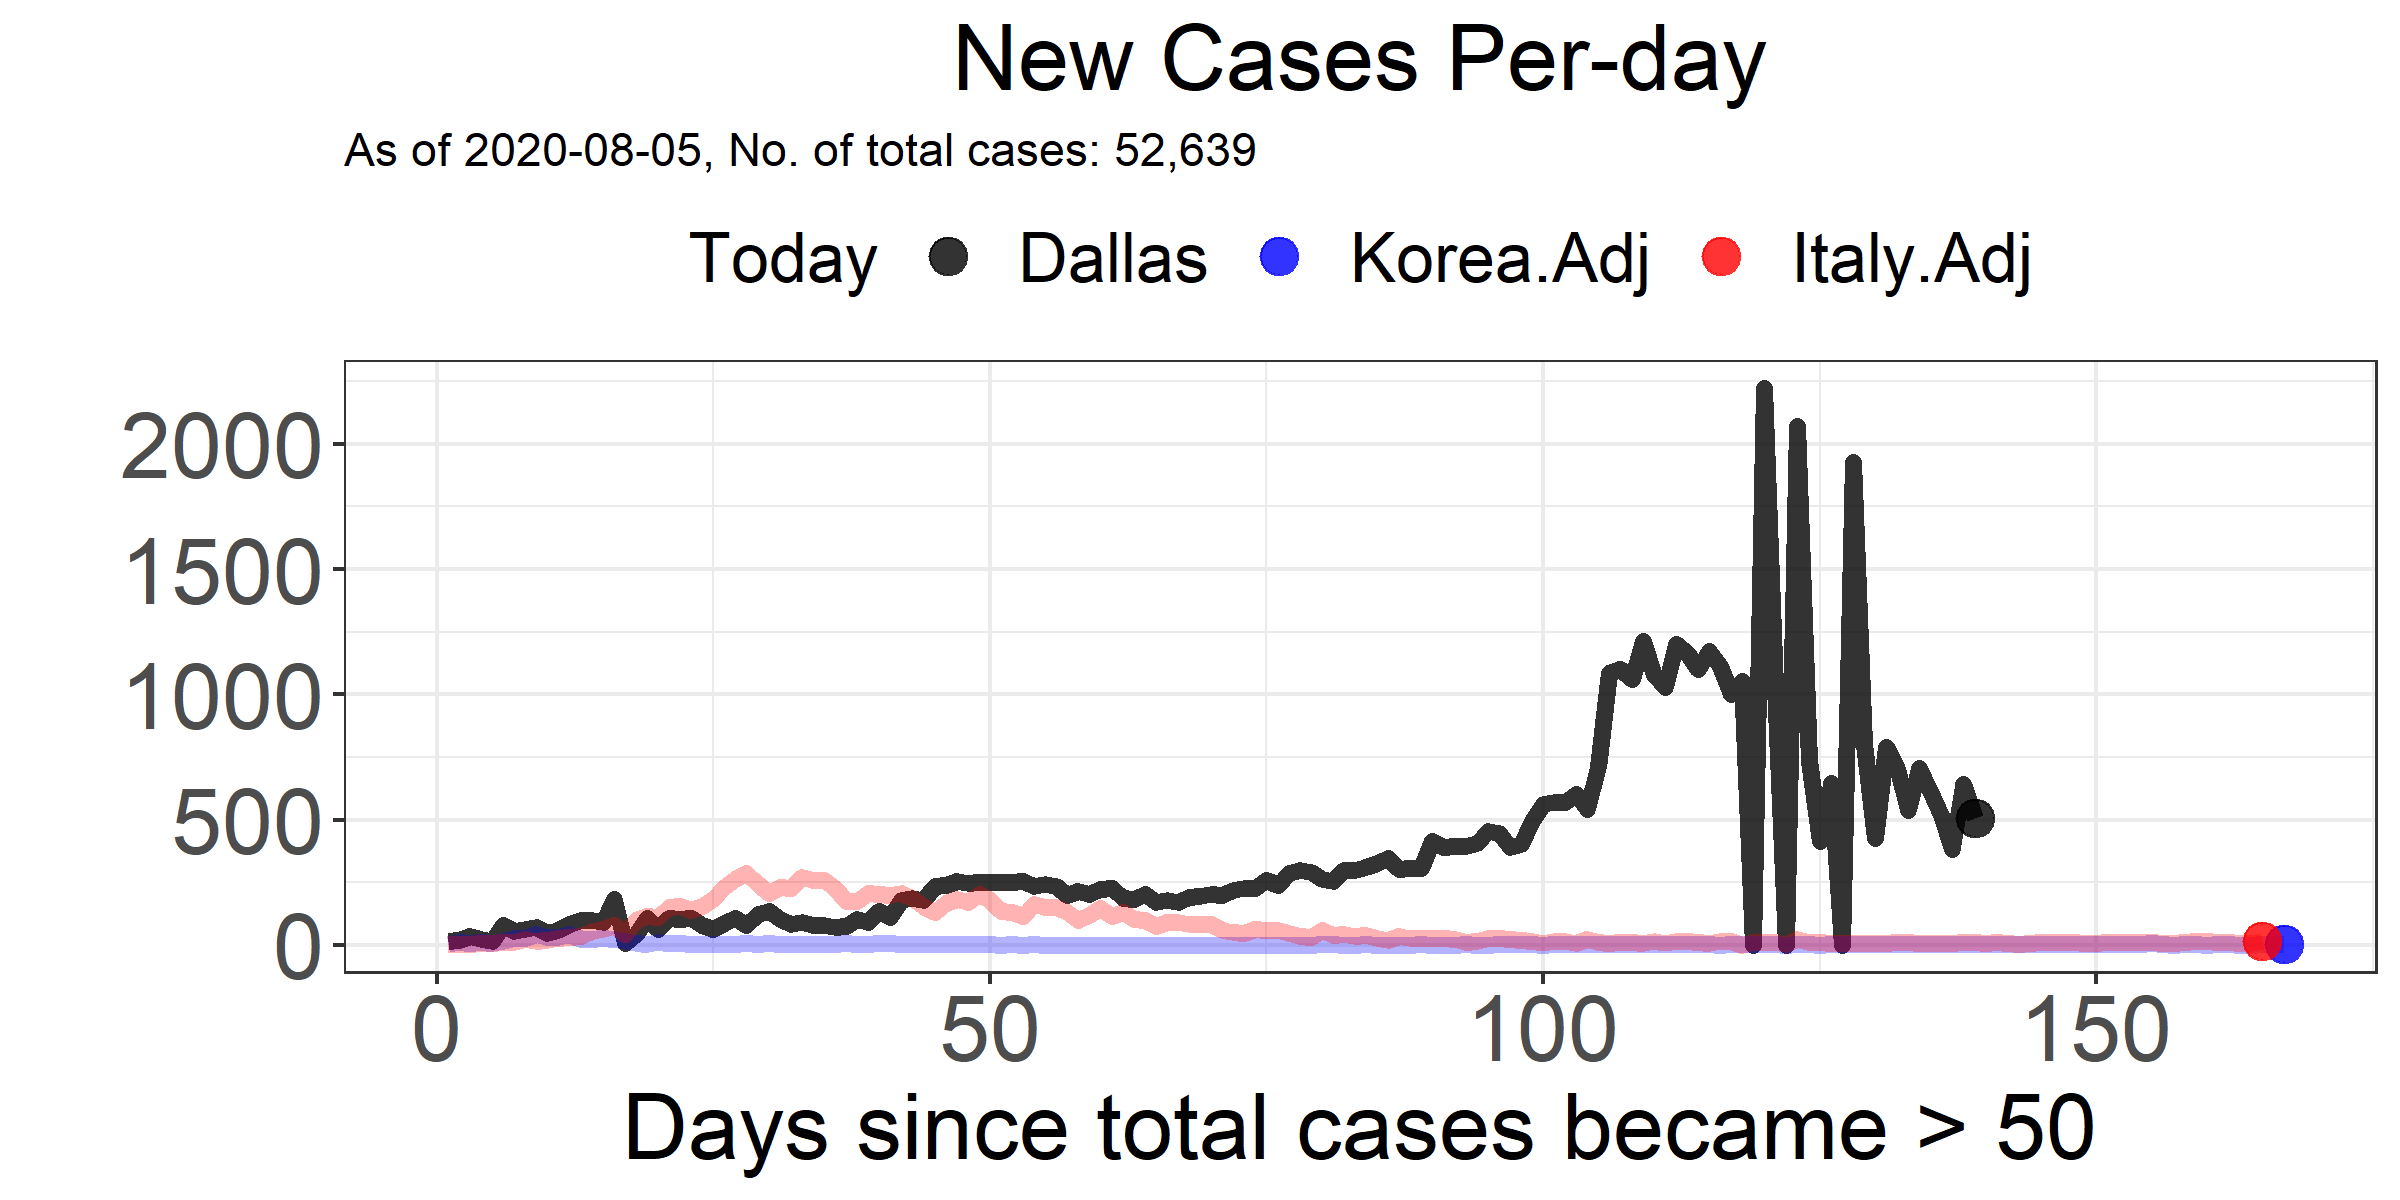 New Cases Per-day
As of 2020-08-05, No. of total cases: 52,639
Today Dallas Korea.Adj Italy.Adj
2000
1500
1000
500
0
0 50 100 150
Days since total cases became > 50